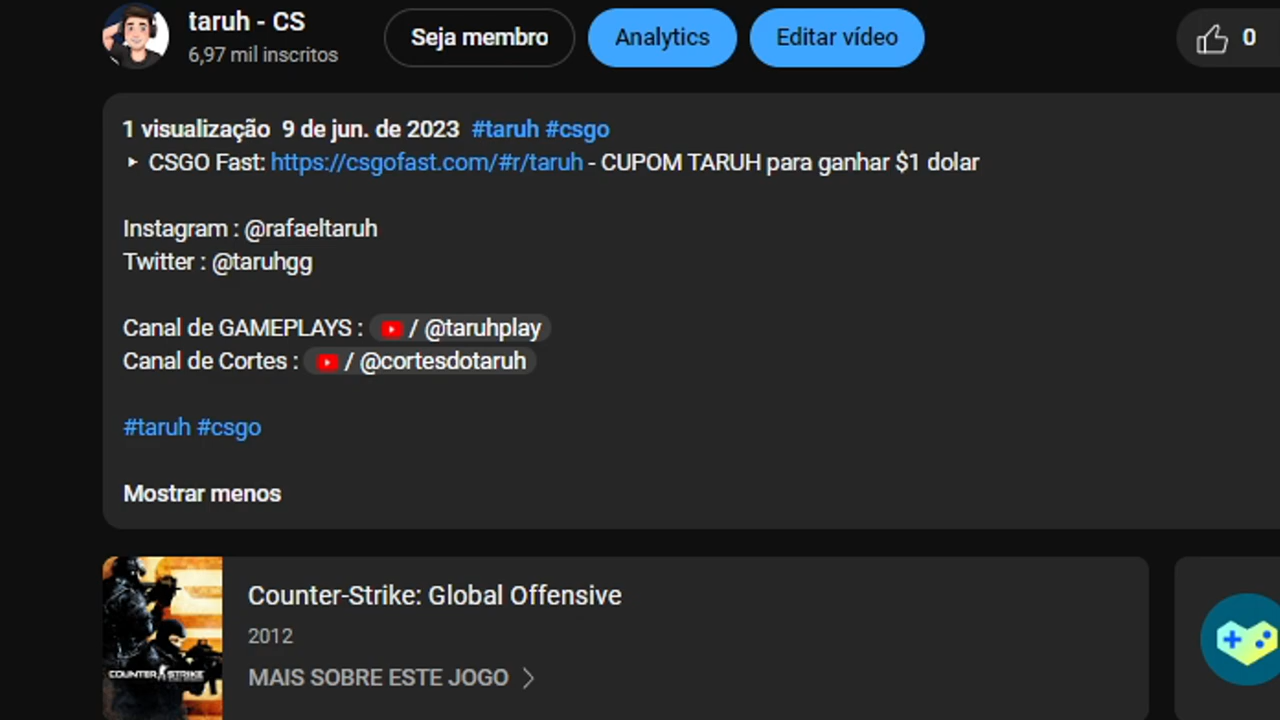 taruh - CS
6,97 mil inscritos
Seja membro
Analytics
Editar vídeo
0
1 visualização 9 de jun. de 2023 #taruh #csgo
‣ CSGO Fast: https://csgofast.com/#r/taruh - CUPOM TARUH para ganhar $1 dolar
Instagram : @rafaeltaruh
Twitter : @taruhgg
Canal de GAMEPLAYS : / @taruhplay
Canal de Cortes : / @cortesdotaruh
#taruh #csgo
Mostrar menos
COUNTER STRIKE
Counter-Strike: Global Offensive
2012
MAIS SOBRE ESTE JOGO